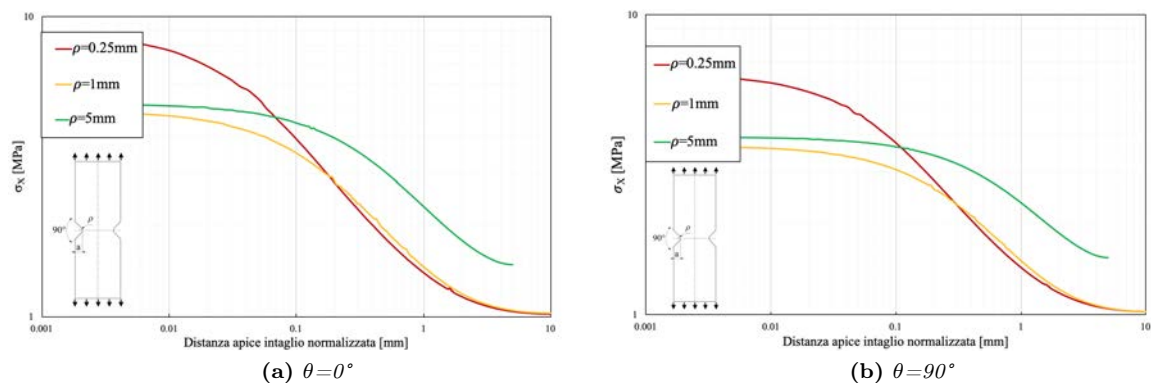 10
ρ=0.25mm
ρ=1mm
ρ=5mm
σX [MPa]
90°
ρ
a
1
0.001
0.01
0.1
1
10
Distanza apice intaglio normalizzata [mm]
(a) θ=0°
10
ρ=0.25mm
ρ=1mm
ρ=5mm
σX [MPa]
90°
ρ
a
1
0.001
0.01
0.1
1
10
Distanza apice intaglio normalizzata [mm]
(b) θ=90°